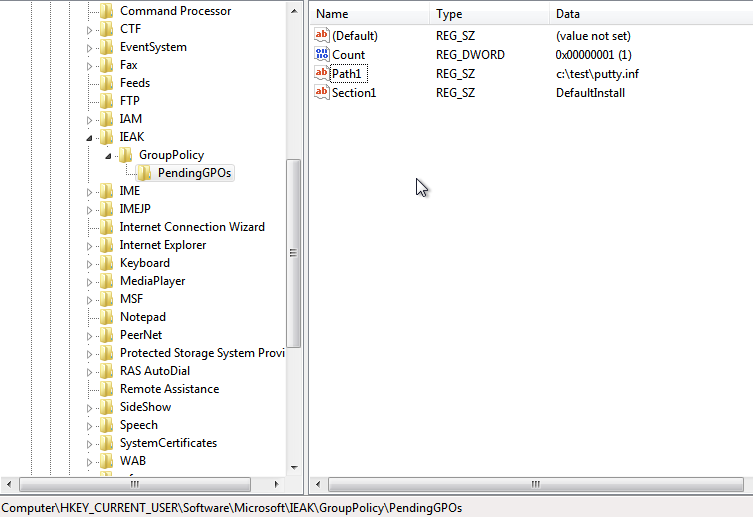 Command Processor
CTF
EventSystem
Fax
Feeds
FTP
IAM
IEAK
GroupPolicy
PendingGPOs
IME
IMEJP
Internet Connection Wizard
Internet Explorer
Keyboard
MediaPlayer
MSF
Notepad
PeerNet
Protected Storage System Provi
RAS AutoDial
Remote Assistance
SideShow
Speech
SystemCertificates
WAB
Name Type Data
(Default) REG_SZ (value not set)
Count REG_DWORD 0x00000001 (1)
Path1 REG_SZ c:\test\putty.inf
Section1 REG_SZ DefaultInstall
Computer\HKEY_CURRENT_USER\Software\Microsoft\IEAK\GroupPolicy\PendingGPOs